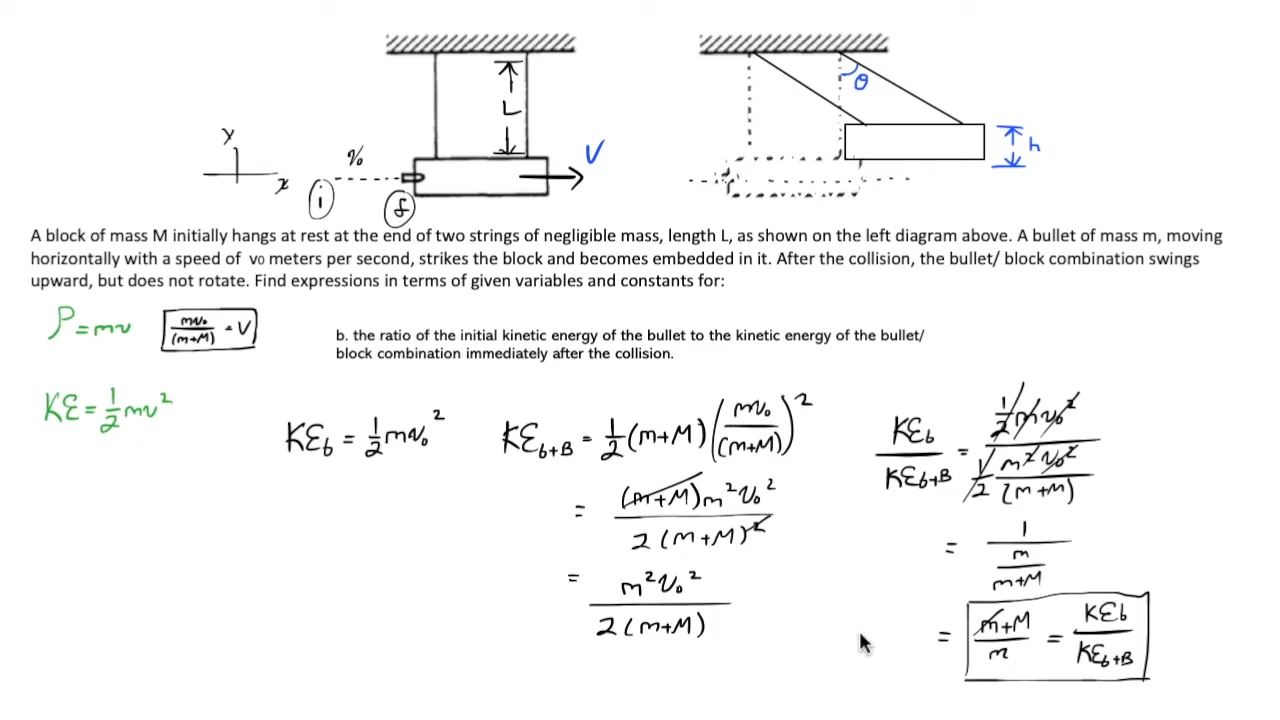 L
θ
h
V
y
x
v₀
i
f
A block of mass M initially hangs at rest at the end of two strings of negligible mass, length L, as shown on the left diagram above. A bullet of mass m, moving
horizontally with a speed of v₀ meters per second, strikes the block and becomes embedded in it. After the collision, the bullet/ block combination swings
upward, but does not rotate. Find expressions in terms of given variables and constants for:
P = mv
mv₀/(m+M) = V
b. the ratio of the initial kinetic energy of the bullet to the kinetic energy of the bullet/
block combination immediately after the collision.
KE = 1/2 mv²
KE_b = 1/2 mv₀²
KE_b+B = 1/2 (m+M) (mv₀/(m+M))²
= (m+M)m²v₀² / 2(m+M)²
= m²v₀² / 2(m+M)
KE_b / KE_b+B = 1/2 mv₀² / 1/2 m²v₀²/(m+M)
= 1 / m/(m+M)
= m+M / m = KE_b / KE_b+B